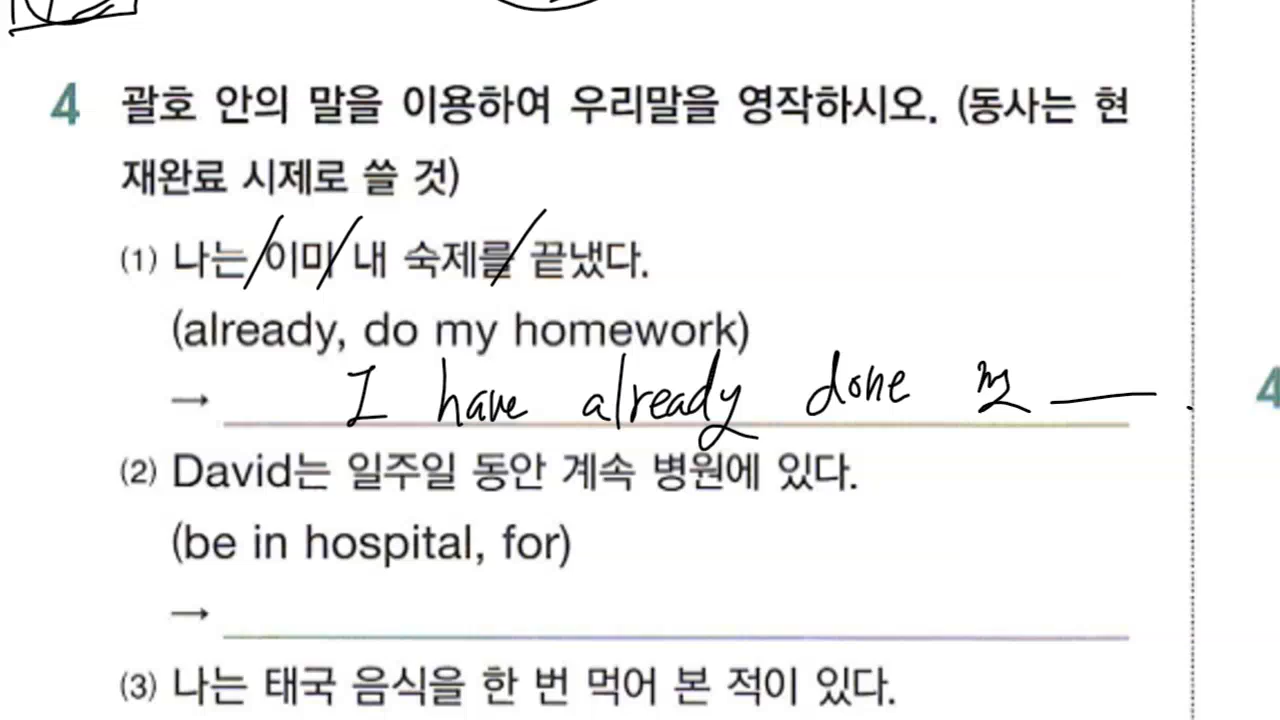 4 괄호 안의 말을 이용하여 우리말을 영작하시오. (동사는 현
재완료 시제로 쓸 것)
(1) 나는/이미/내 숙제를/끝냈다.
(already, do my homework)
→ I have already done my ―.
(2) David는 일주일 동안 계속 병원에 있다.
(be in hospital, for)
→
(3) 나는 태국 음식을 한 번 먹어 본 적이 있다.
4